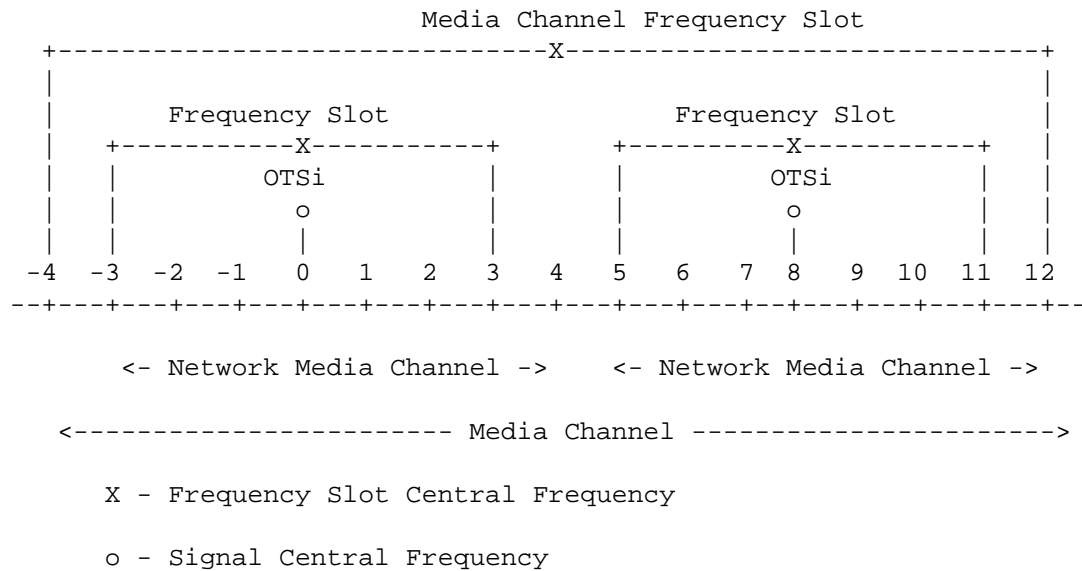 Media Channel Frequency Slot
  +-------------------------------X------------------------------+
  |                                                              |
  |       Frequency Slot                  Frequency Slot         |
  |   +-----------X-----------+       +----------X-----------+   |
  |   |         OTSi          |       |         OTSi         |   |
  |   |           o           |       |          o           |   |
  |   |           |           |       |          |           |   |
 -4  -3  -2  -1  0   1   2   3   4   5   6   7  8   9  10  11  12
--+---+---+---+---+---+---+---+---+---+---+---+--+---+---+---+---+--

       <- Network Media Channel ->    <- Network Media Channel ->

   <------------------------ Media Channel ----------------------->

      X - Frequency Slot Central Frequency

      o - Signal Central Frequency